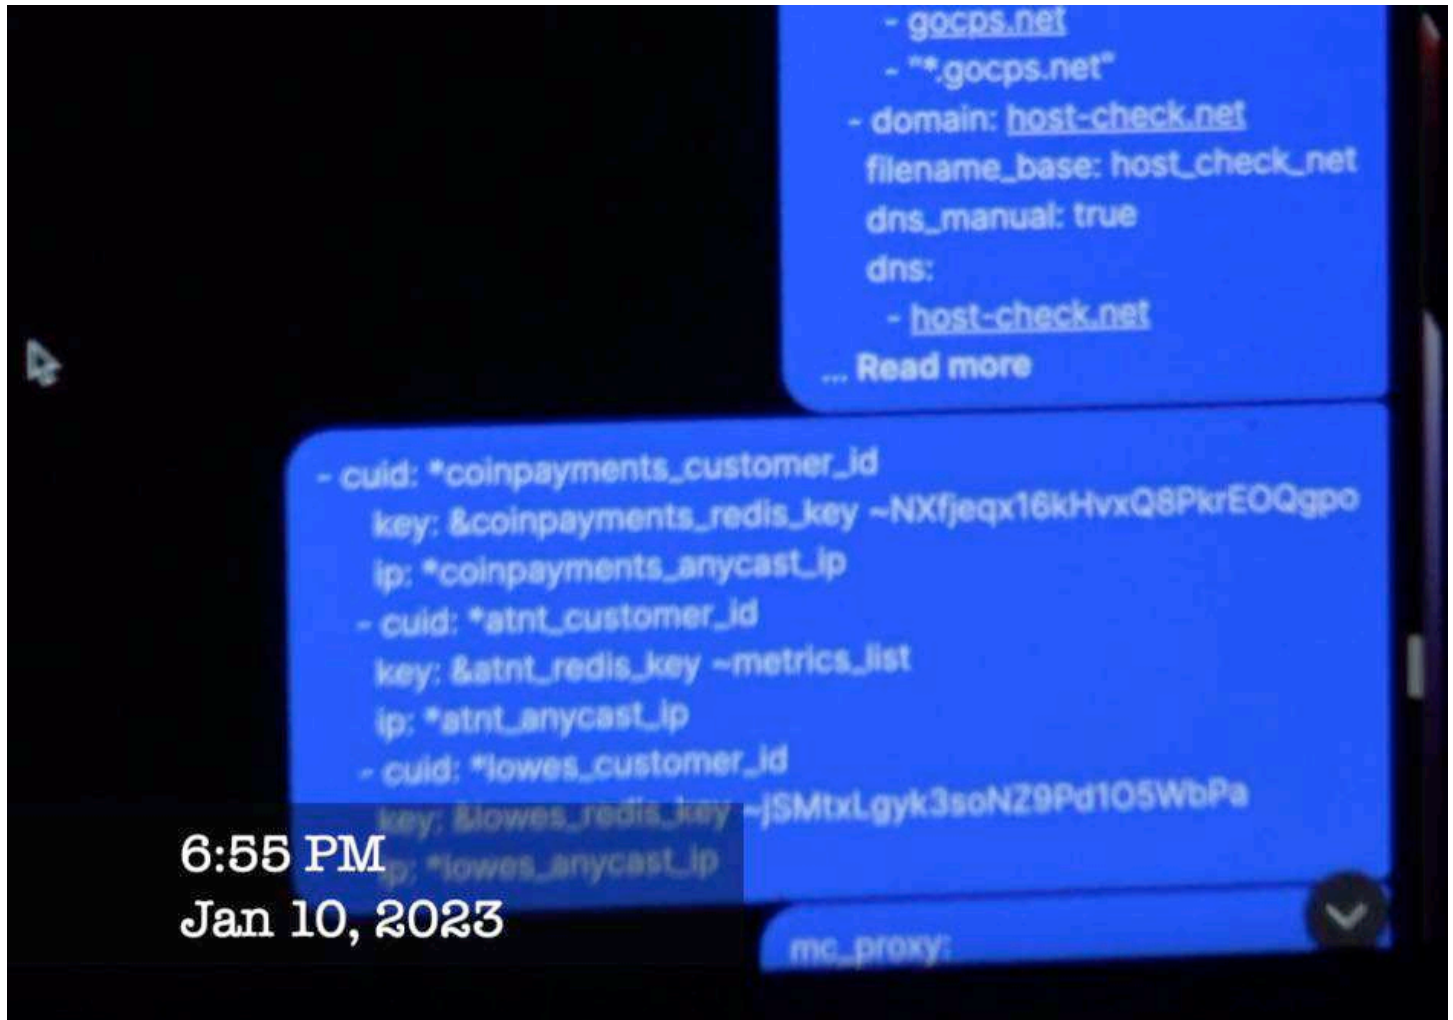 - gocps.net
- "*.gocps.net"
- domain: host-check.net
filename_base: host_check_net
dns_manual: true
dns:
- host-check.net
... Read more
- cuid: *coinpayments_customer_id
key: &coinpayments_redis_key ~NXfjeqx16kHvxQ8PkrEOQgpo
ip: *coinpayments_anycast_ip
- cuid: *atnt_customer_id
key: &atnt_redis_key ~metrics_list
ip: *atnt_anycast_ip
- cuid: *lowes_customer_id
key: &lowes_redis_key ~jSMtxLgyk3soNZ9Pd1O5WbPa
ip: *lowes_anycast_ip
mc_proxy:
6:55 PM
Jan 10, 2023